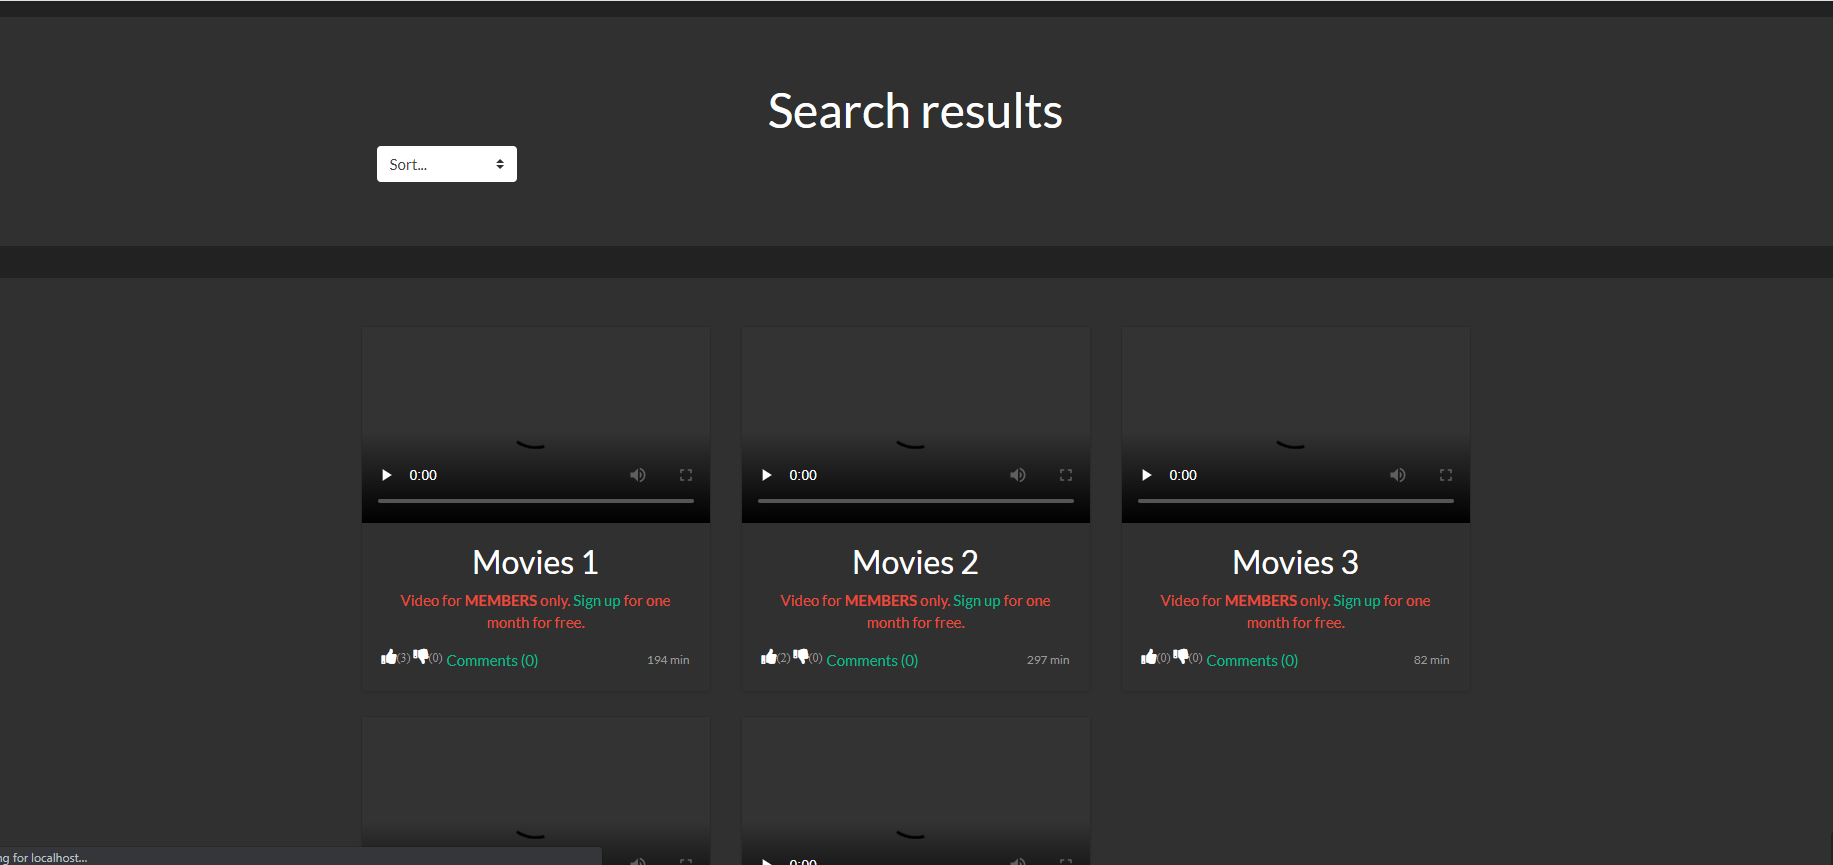 Search results
Sort...
0:00
0:00
0:00
Movies 1
Movies 2
Movies 3
Video for MEMBERS only. Sign up for one
month for free.
Video for MEMBERS only. Sign up for one
month for free.
Video for MEMBERS only. Sign up for one
month for free.
(3) (0) Comments (0) 194 min
(2) (0) Comments (0) 297 min
(0) (0) Comments (0) 82 min
0:00
ng for localhost...